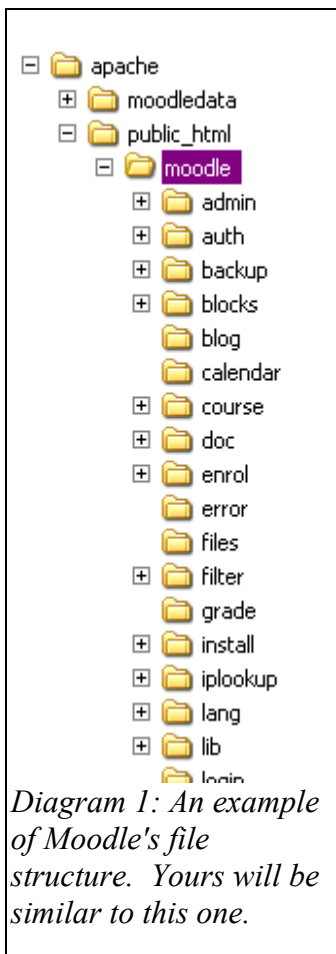 apache
moodledata
public_html
moodle
admin
auth
backup
blocks
blog
calendar
course
doc
enrol
error
files
filter
grade
install
iplookup
lang
lib
login
Diagram 1: An example
of Moodle's file
structure.  Yours will be
similar to this one.